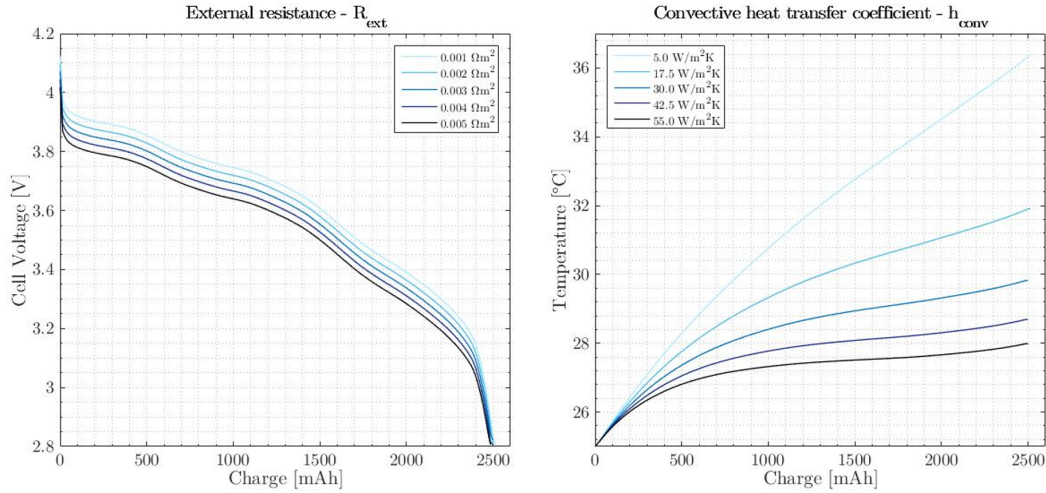 External resistance - R_ext
4.2
4
3.8
3.6
3.4
3.2
3
2.8
Cell Voltage [V]
0.001 Ωm²
0.002 Ωm²
0.003 Ωm²
0.004 Ωm²
0.005 Ωm²
0 500 1000 1500 2000 2500
Charge [mAh]
Convective heat transfer coefficient - h_conv
36
34
32
30
28
26
Temperature [°C]
5.0 W/m²K
17.5 W/m²K
30.0 W/m²K
42.5 W/m²K
55.0 W/m²K
0 500 1000 1500 2000 2500
Charge [mAh]